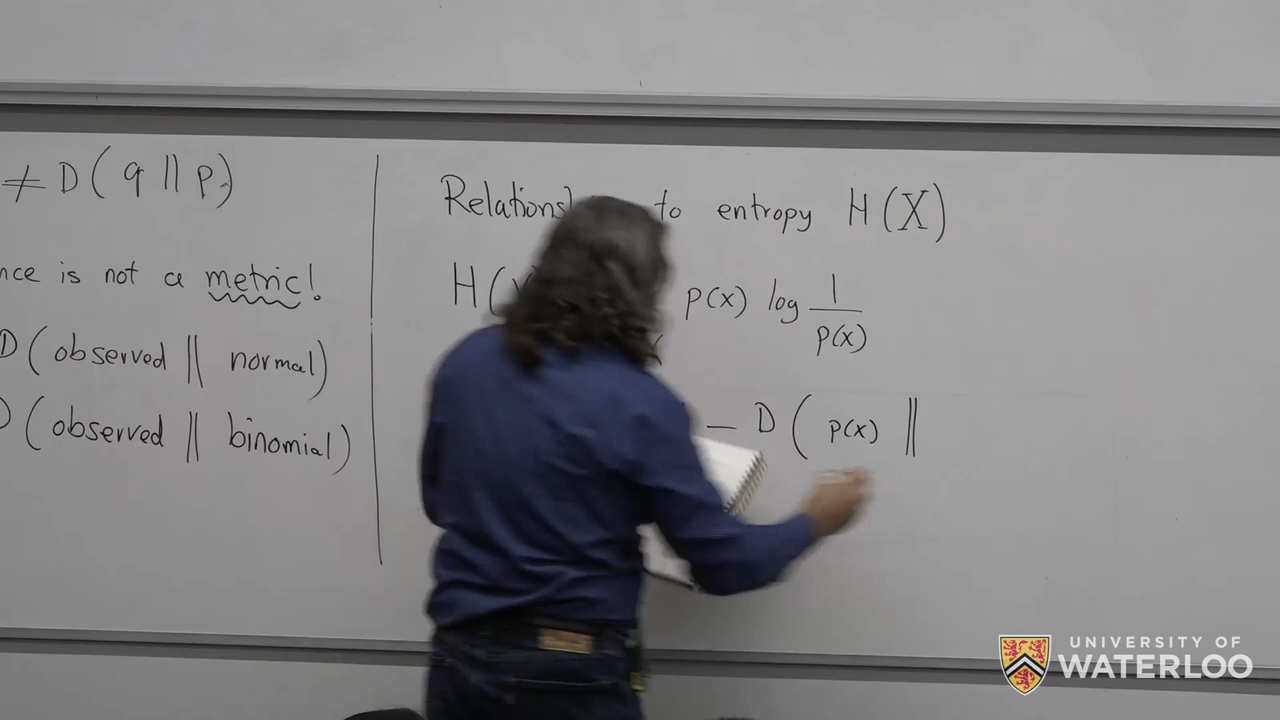 ≠ D( q || p )
nce is not a metric!
D( observed || normal)
D( observed || binomial)
Relations to entropy H(X)
H( p(x) log 1/p(x)
x
— D( p(x) ||
UNIVERSITY OF
WATERLOO